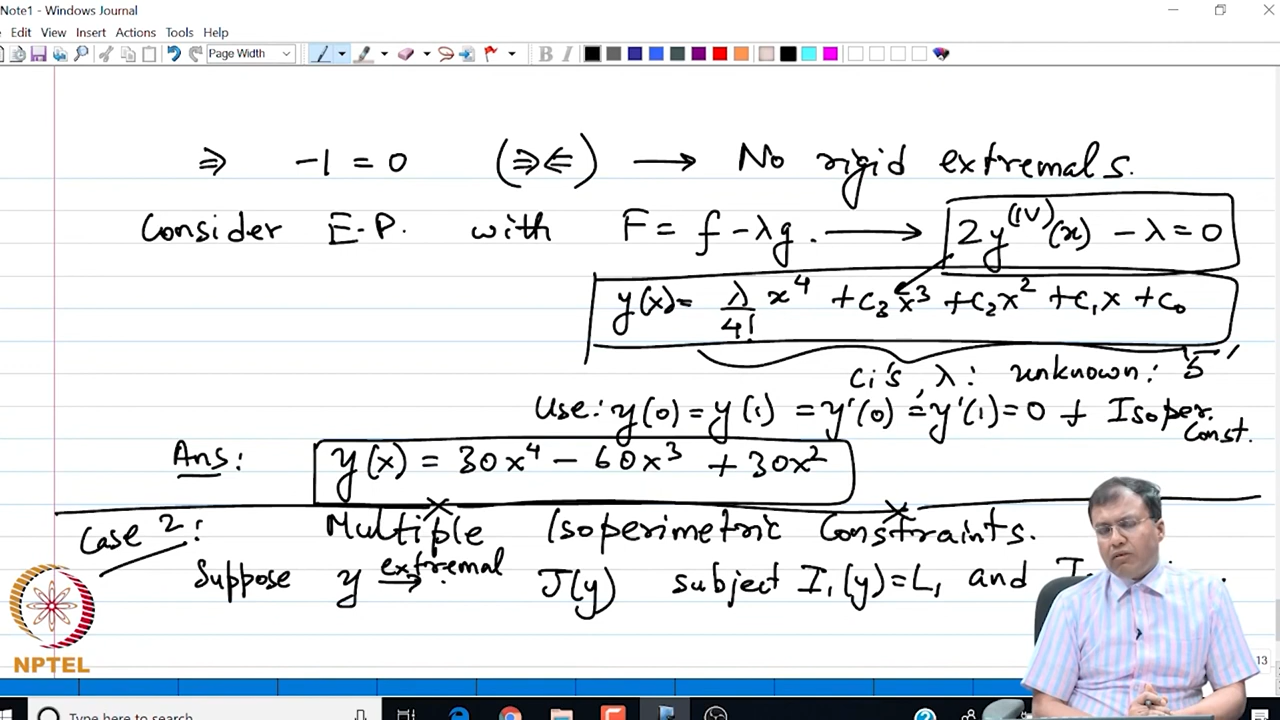 Note1 - Windows Journal
Edit View Insert Actions Tools Help
Page Width
B I
⇒ -1 = 0 (⇒⇐) → No rigid extremals.
Consider E-P. with F = f - λg. → 2y^(IV)(x) - λ = 0
y(x) = λ/4! x^4 + c₃x^3 + c₂x^2 + c₁x + c₀
ci's, λ: unknown: 5
Use: y(0) = y(1) = y'(0) = y'(1) = 0 + Isoper. Const.
Ans: y(x) = 30x^4 - 60x^3 + 30x^2
Case 2: Multiple Isoperimetric Constraints.
Suppose y extremal → J(y) subject I₁(y) = L₁ and
NPTEL
13
Type here to search